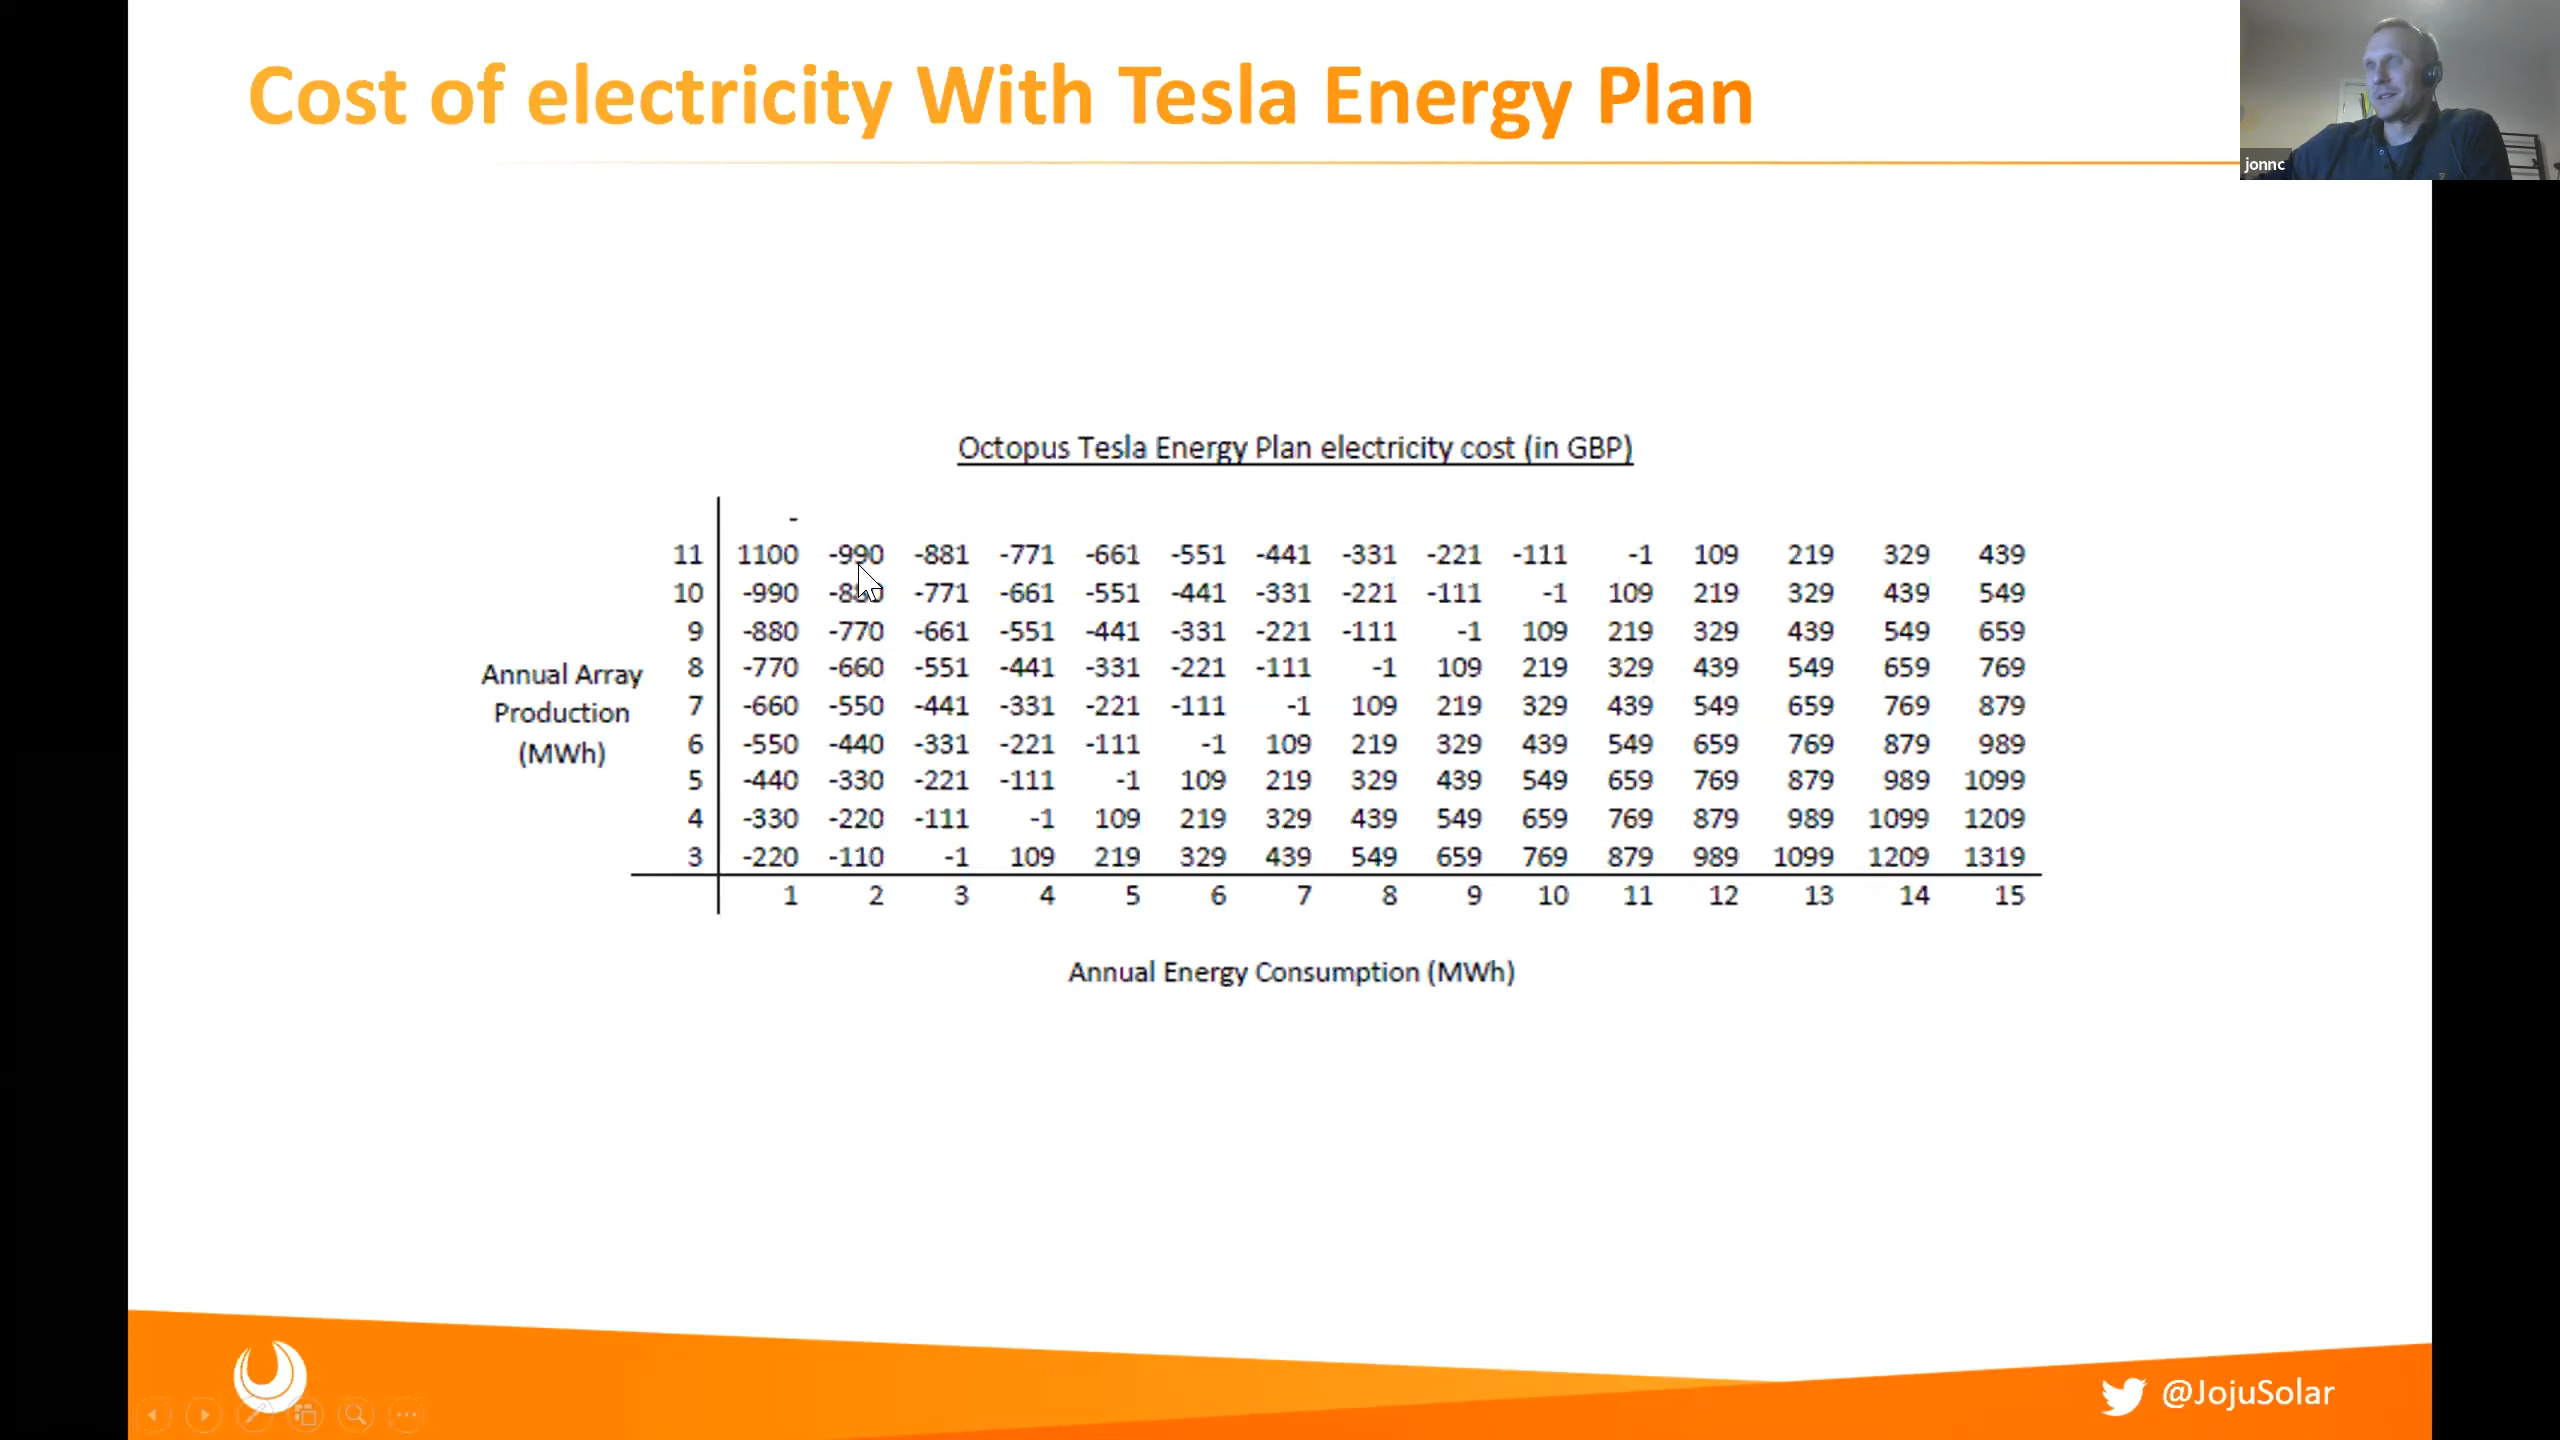 Cost of electricity With Tesla Energy Plan
jonnc
Octopus Tesla Energy Plan electricity cost (in GBP)
-
11 1100 -990 -881 -771 -661 -551 -441 -331 -221 -111 -1 109 219 329 439
10 -990 -771 -661 -551 -441 -331 -221 -111 -1 109 219 329 439 549
9 -880 -770 -661 -551 -441 -331 -221 -111 -1 109 219 329 439 549 659
Annual Array
8 -770 -660 -551 -441 -331 -221 -111 -1 109 219 329 439 549 659 769
Production
7 -660 -550 -441 -331 -221 -111 -1 109 219 329 439 549 659 769 879
(MWh)
6 -550 -440 -331 -221 -111 -1 109 219 329 439 549 659 769 879 989
5 -440 -330 -221 -111 -1 109 219 329 439 549 659 769 879 989 1099
4 -330 -220 -111 -1 109 219 329 439 549 659 769 879 989 1099 1209
3 -220 -110 -1 109 219 329 439 549 659 769 879 989 1099 1209 1319
1 2 3 4 5 6 7 8 9 10 11 12 13 14 15
Annual Energy Consumption (MWh)
@JojuSolar